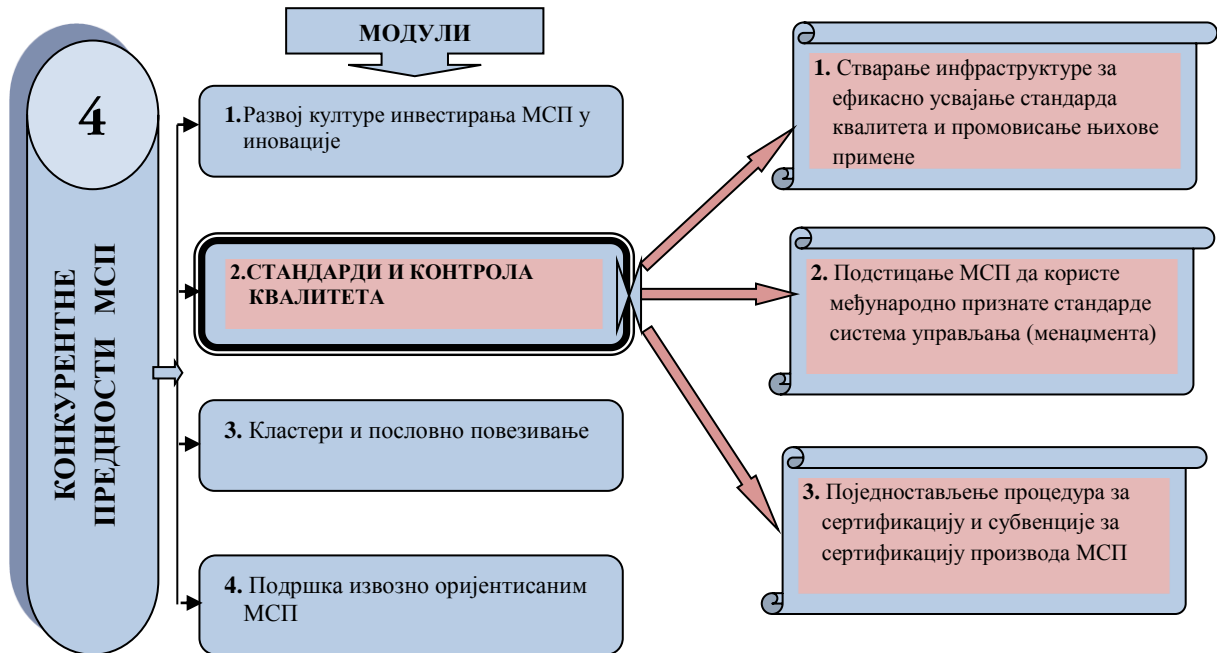 4
КОНКУРЕНТНЕ
ПРЕДНОСТИ МСП
МОДУЛИ
1.Развој културе инвестирања МСП у
иновације
2.СТАНДАРДИ И КОНТРОЛА
КВАЛИТЕТА
3. Кластери и пословно повезивање
4. Подршка извозно оријентисаним
МСП
1. Стварање инфраструктуре за
ефикасно усвајање стандарда
квалитета и промовисање њихове
примене
2. Подстицање МСП да користе
међународно признате стандарде
система управљања (менаџмента)
3. Поједностављење процедура за
сертификацију и субвенције за
сертификацију производа МСП